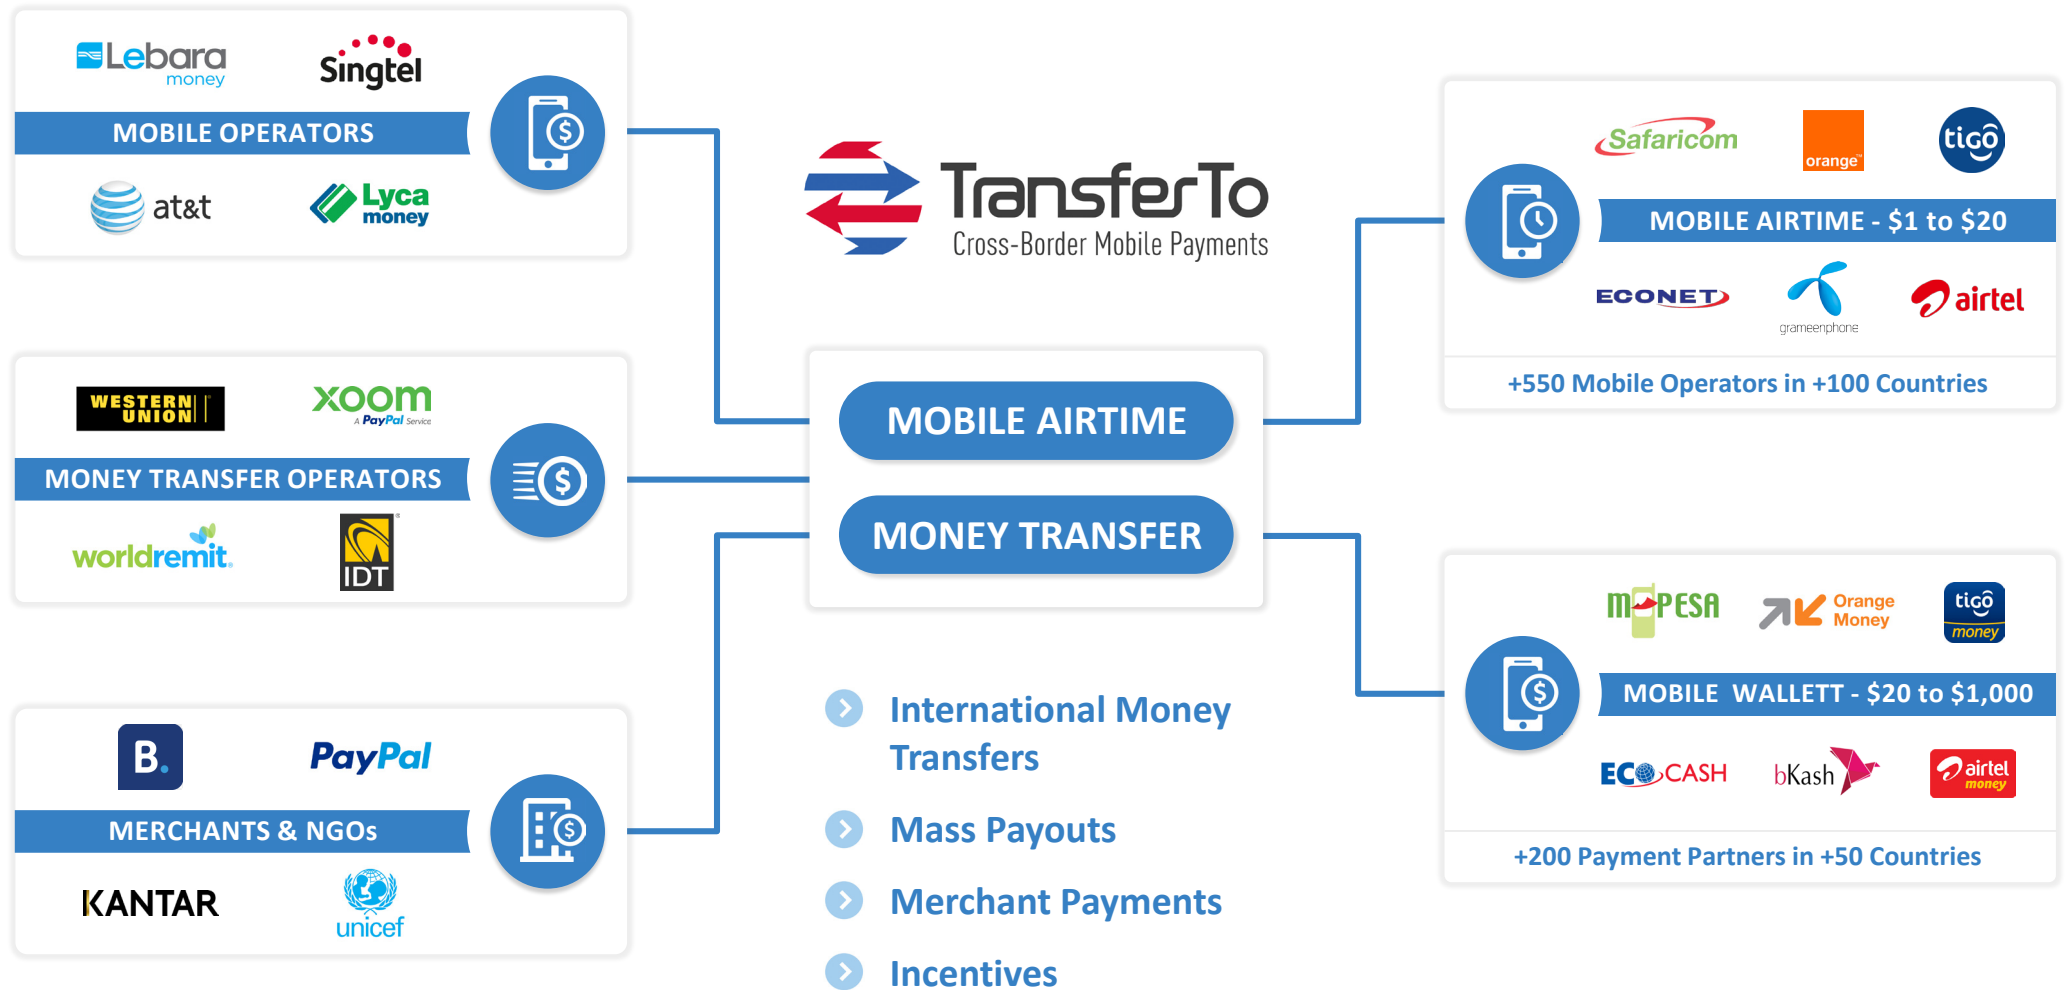 Lebara
money
Singtel
MOBILE OPERATORS
at&t
Lyca
money
WESTERN
UNION
xoom
A PayPal Service
MONEY TRANSFER OPERATORS
worldremit
IDT
B.
PayPal
MERCHANTS & NGOs
KANTAR
unicef
TransferTo
Cross-Border Mobile Payments
MOBILE AIRTIME
MONEY TRANSFER
International Money
Transfers
Mass Payouts
Merchant Payments
Incentives
Safaricom
orange™
tigo
MOBILE AIRTIME - $1 to $20
ECONET
grameenphone
airtel
+550 Mobile Operators in +100 Countries
M-PESA
Orange
Money
tigo
money
MOBILE WALLETT - $20 to $1,000
ECOCASH
bKash
airtel
money
+200 Payment Partners in +50 Countries